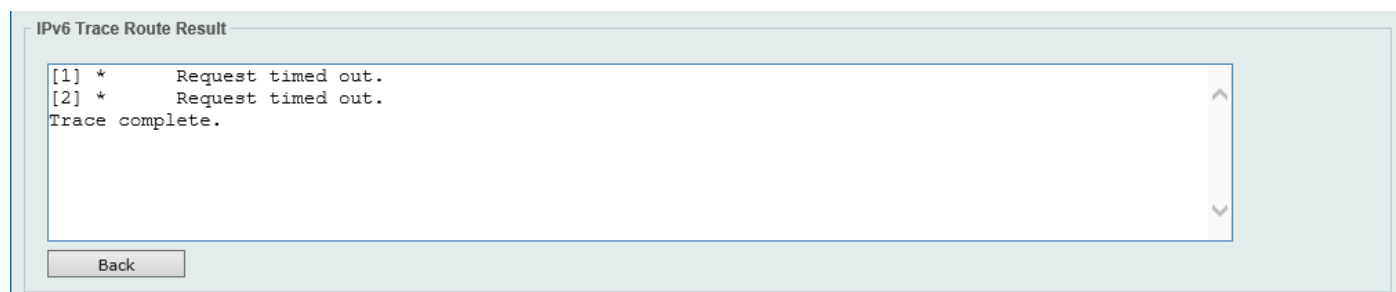 IPv6 Trace Route Result
[1] *      Request timed out.
[2] *      Request timed out.
Trace complete.
Back